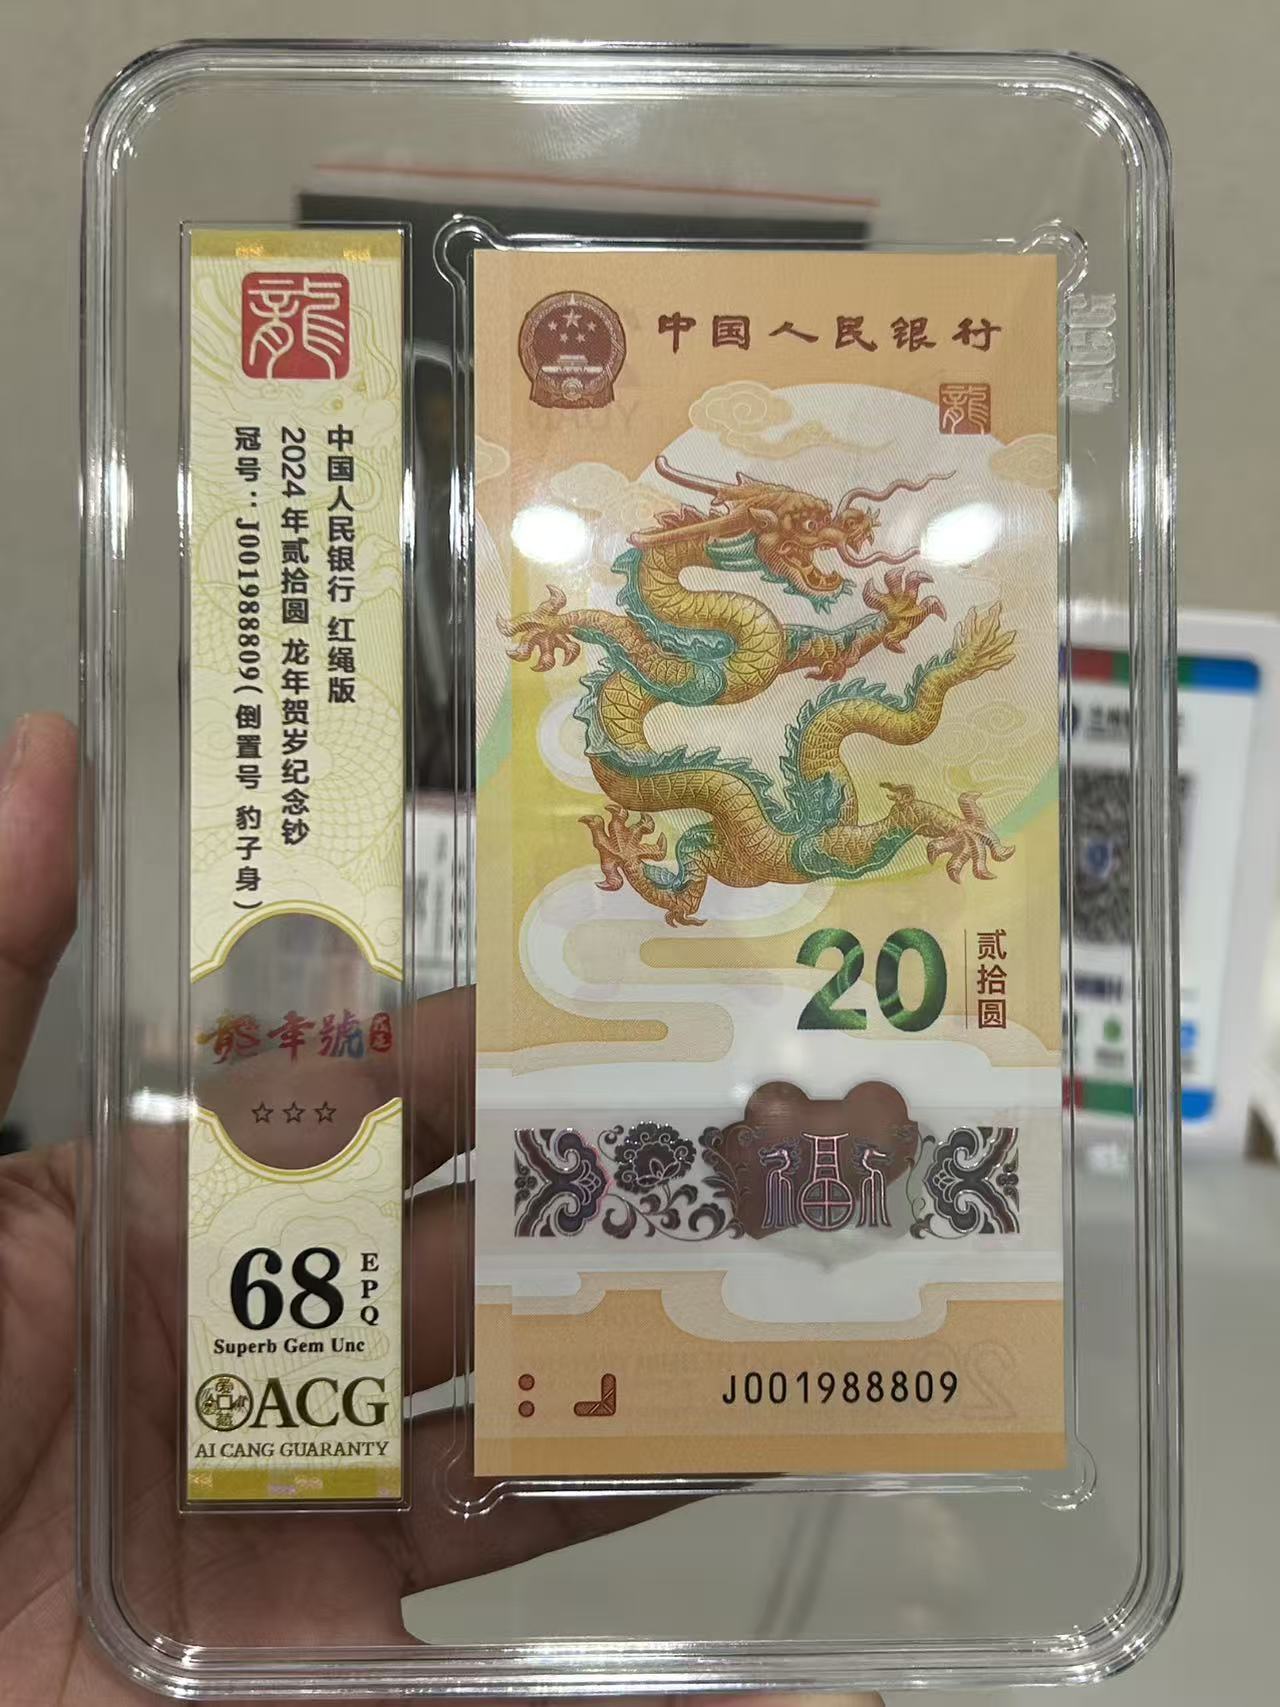 龍
中国人民银行 红绳版
2024年贰拾圆 龙年贺岁纪念钞
冠号：J001988809(倒置号 豹子身)
龍年號
☆☆☆
68
EPQ
Superb Gem Unc
ACG
AI CANG GUARANTY
中国人民银行
龍
20
贰拾圆
福
J001988809
ACG